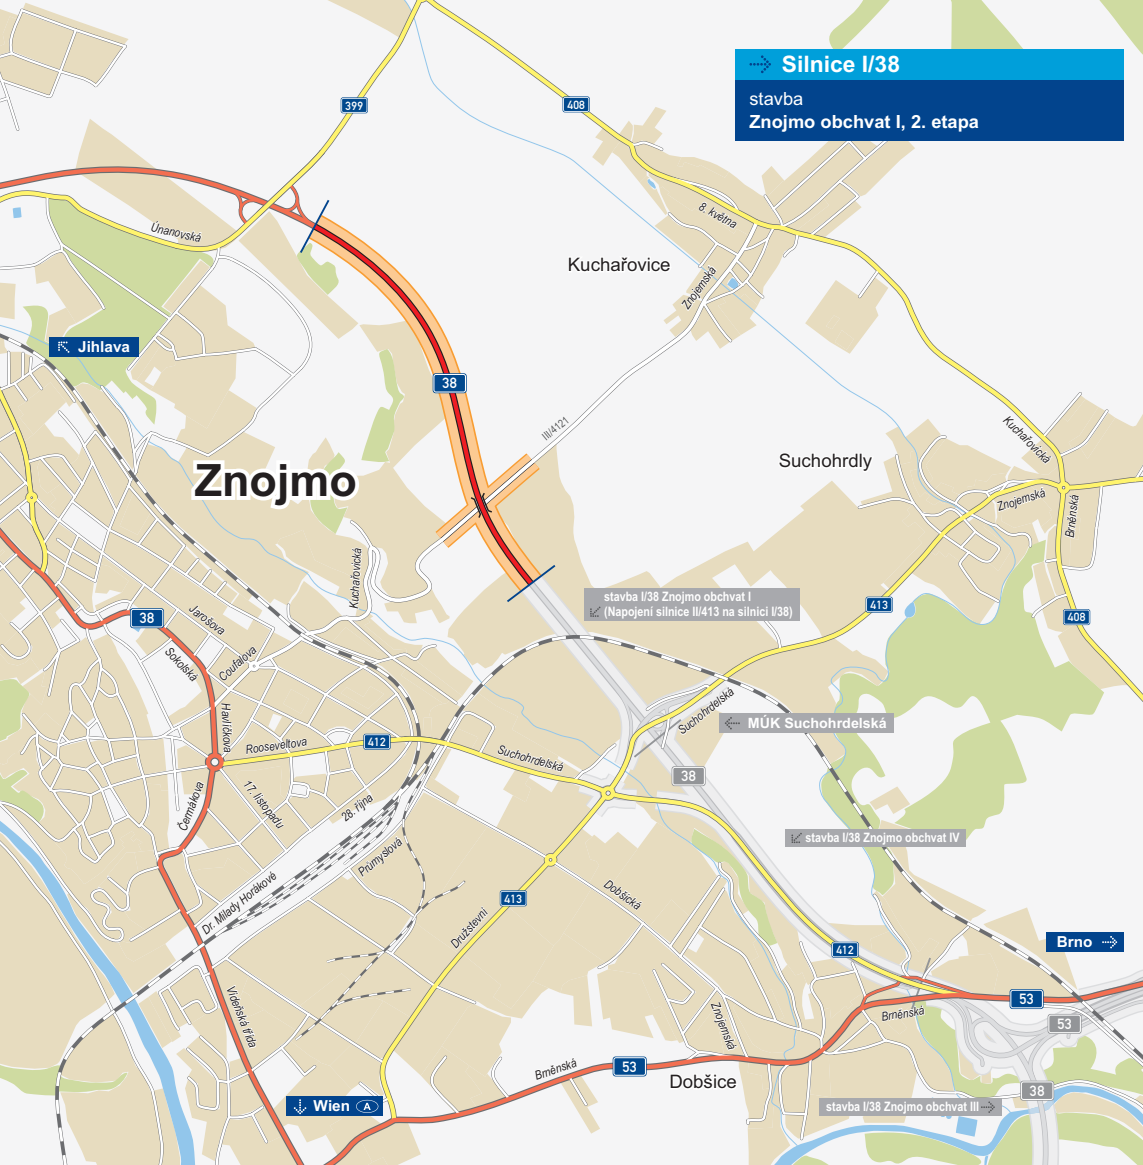 Silnice I/38
stavba
Znojmo obchvat I, 2. etapa
399
408
8. května
Únanovská
Kuchařovice
Znojemská
Jihlava
38
III/4121
Kuchařovická
Suchohrdly
Znojmo
Znojemská
Brněnská
Kuchařovická
stavba I/38 Znojmo obchvat I
(Napojení silnice II/413 na silnici I/38)
413
408
38
Jarošova
Coufalova
Sokolská
Havlíčkova
Suchohrdelská
MÚK Suchohrdelská
Rooseveltova
412
Suchohrdelská
38
17. listopadu
28. října
Čermákova
Průmyslová
stavba I/38 Znojmo obchvat IV
Dr. Milady Horákové
413
Dobšická
Družstevní
412
Brno
Vídeňská třída
Znojemská
Brněnská
53
53
Brněnská
53
Dobšice
38
Wien A
stavba I/38 Znojmo obchvat III